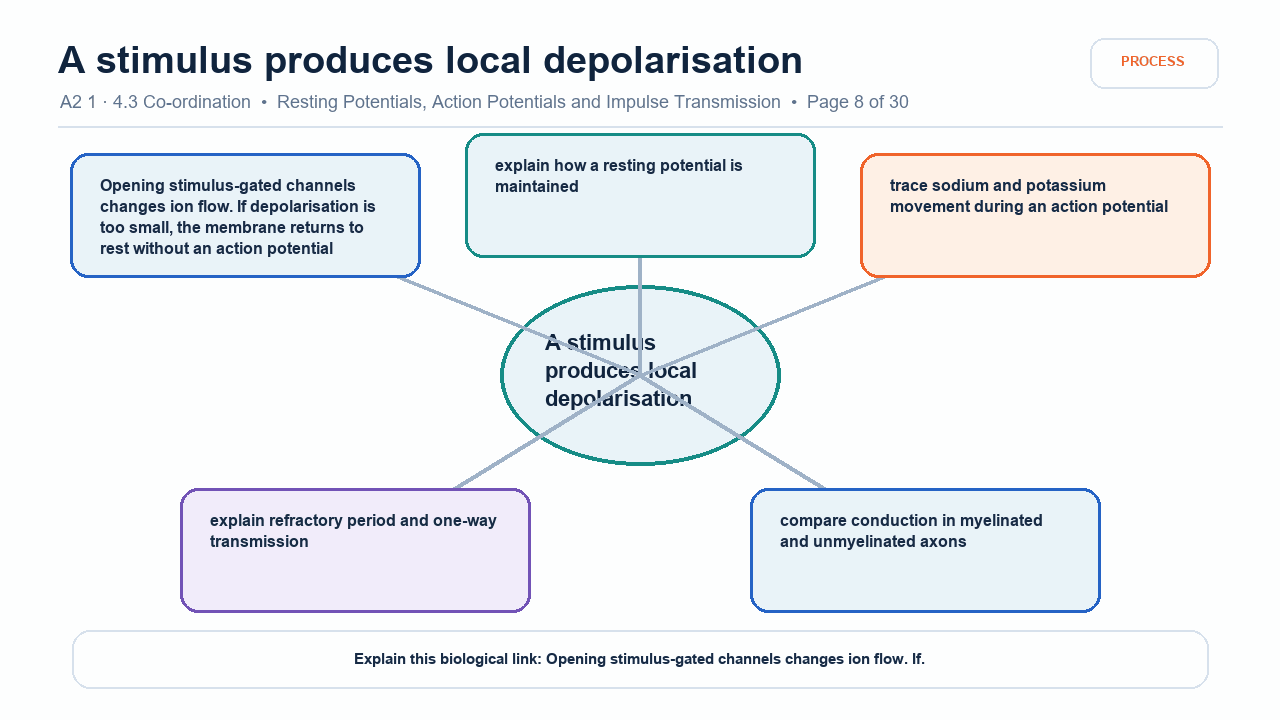 A stimulus produces local depolarisation
PROCESS
A2 1 · 4.3 Co-ordination • Resting Potentials, Action Potentials and Impulse Transmission • Page 8 of 30
Opening stimulus-gated channels
changes ion flow. If depolarisation is
too small, the membrane returns to
rest without an action potential
explain how a resting potential is
maintained
trace sodium and potassium
movement during an action potential
A stimulus
produces local
depolarisation
explain refractory period and one-way
transmission
compare conduction in myelinated
and unmyelinated axons
Explain this biological link: Opening stimulus-gated channels changes ion flow. If.